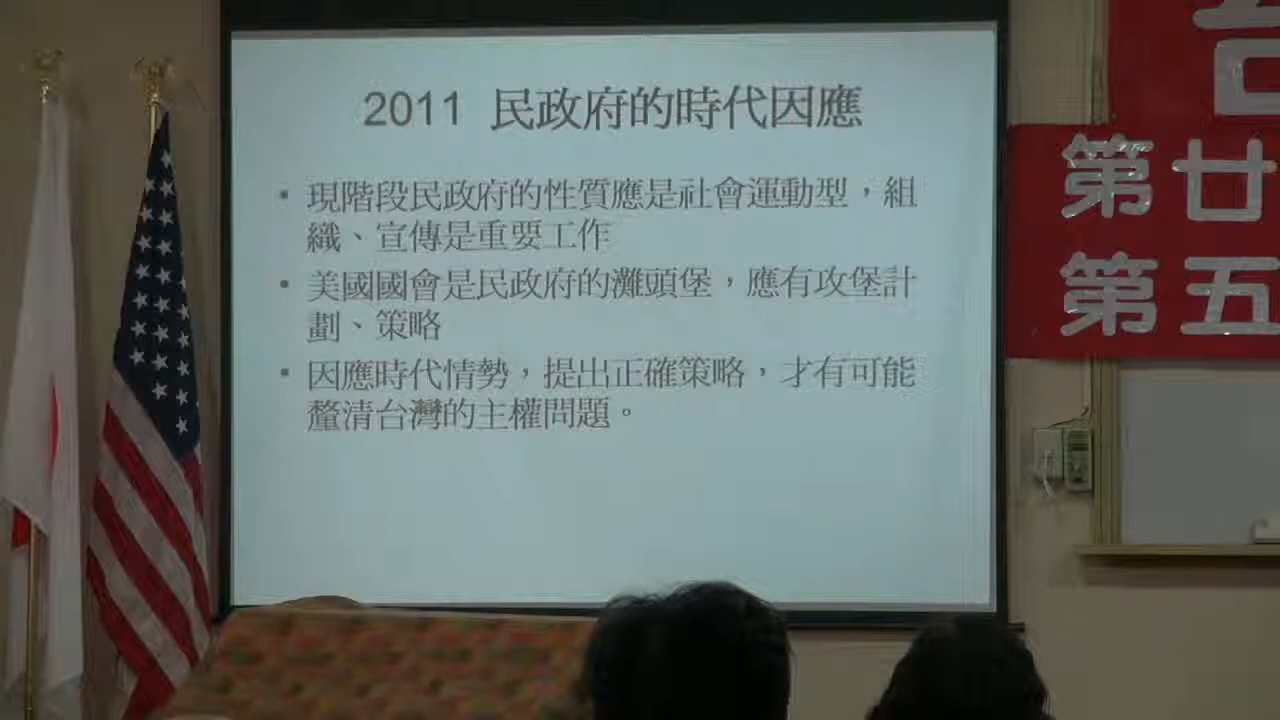 2011 民政府的時代因應
• 現階段民政府的性質應是社會運動型，組
織、宣傳是重要工作
• 美國國會是民政府的灘頭堡，應有攻堡計
劃、策略
• 因應時代情勢，提出正確策略，才有可能
釐清台灣的主權問題。
第廿
第五